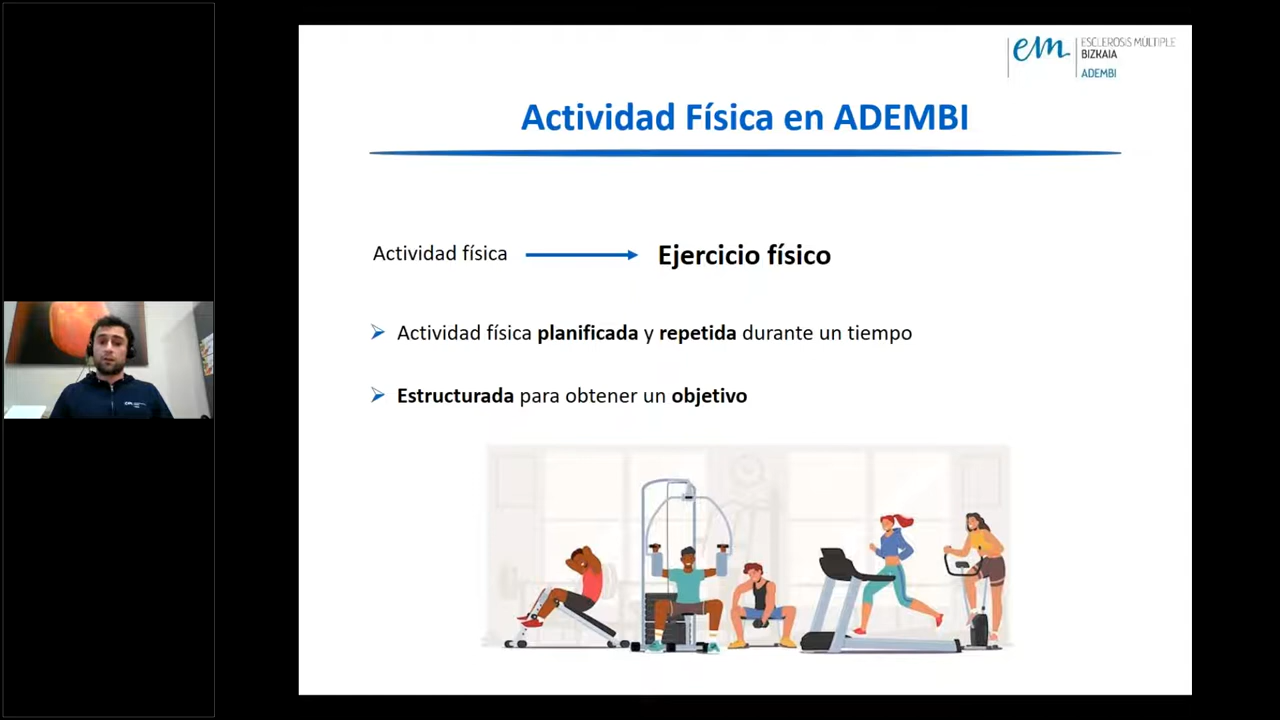 em
ESCLEROSIS MÚLTIPLE
BIZKAIA
ADEMBI
Actividad Física en ADEMBI
Actividad física
Ejercicio físico
Actividad física planificada y repetida durante un tiempo
Estructurada para obtener un objetivo